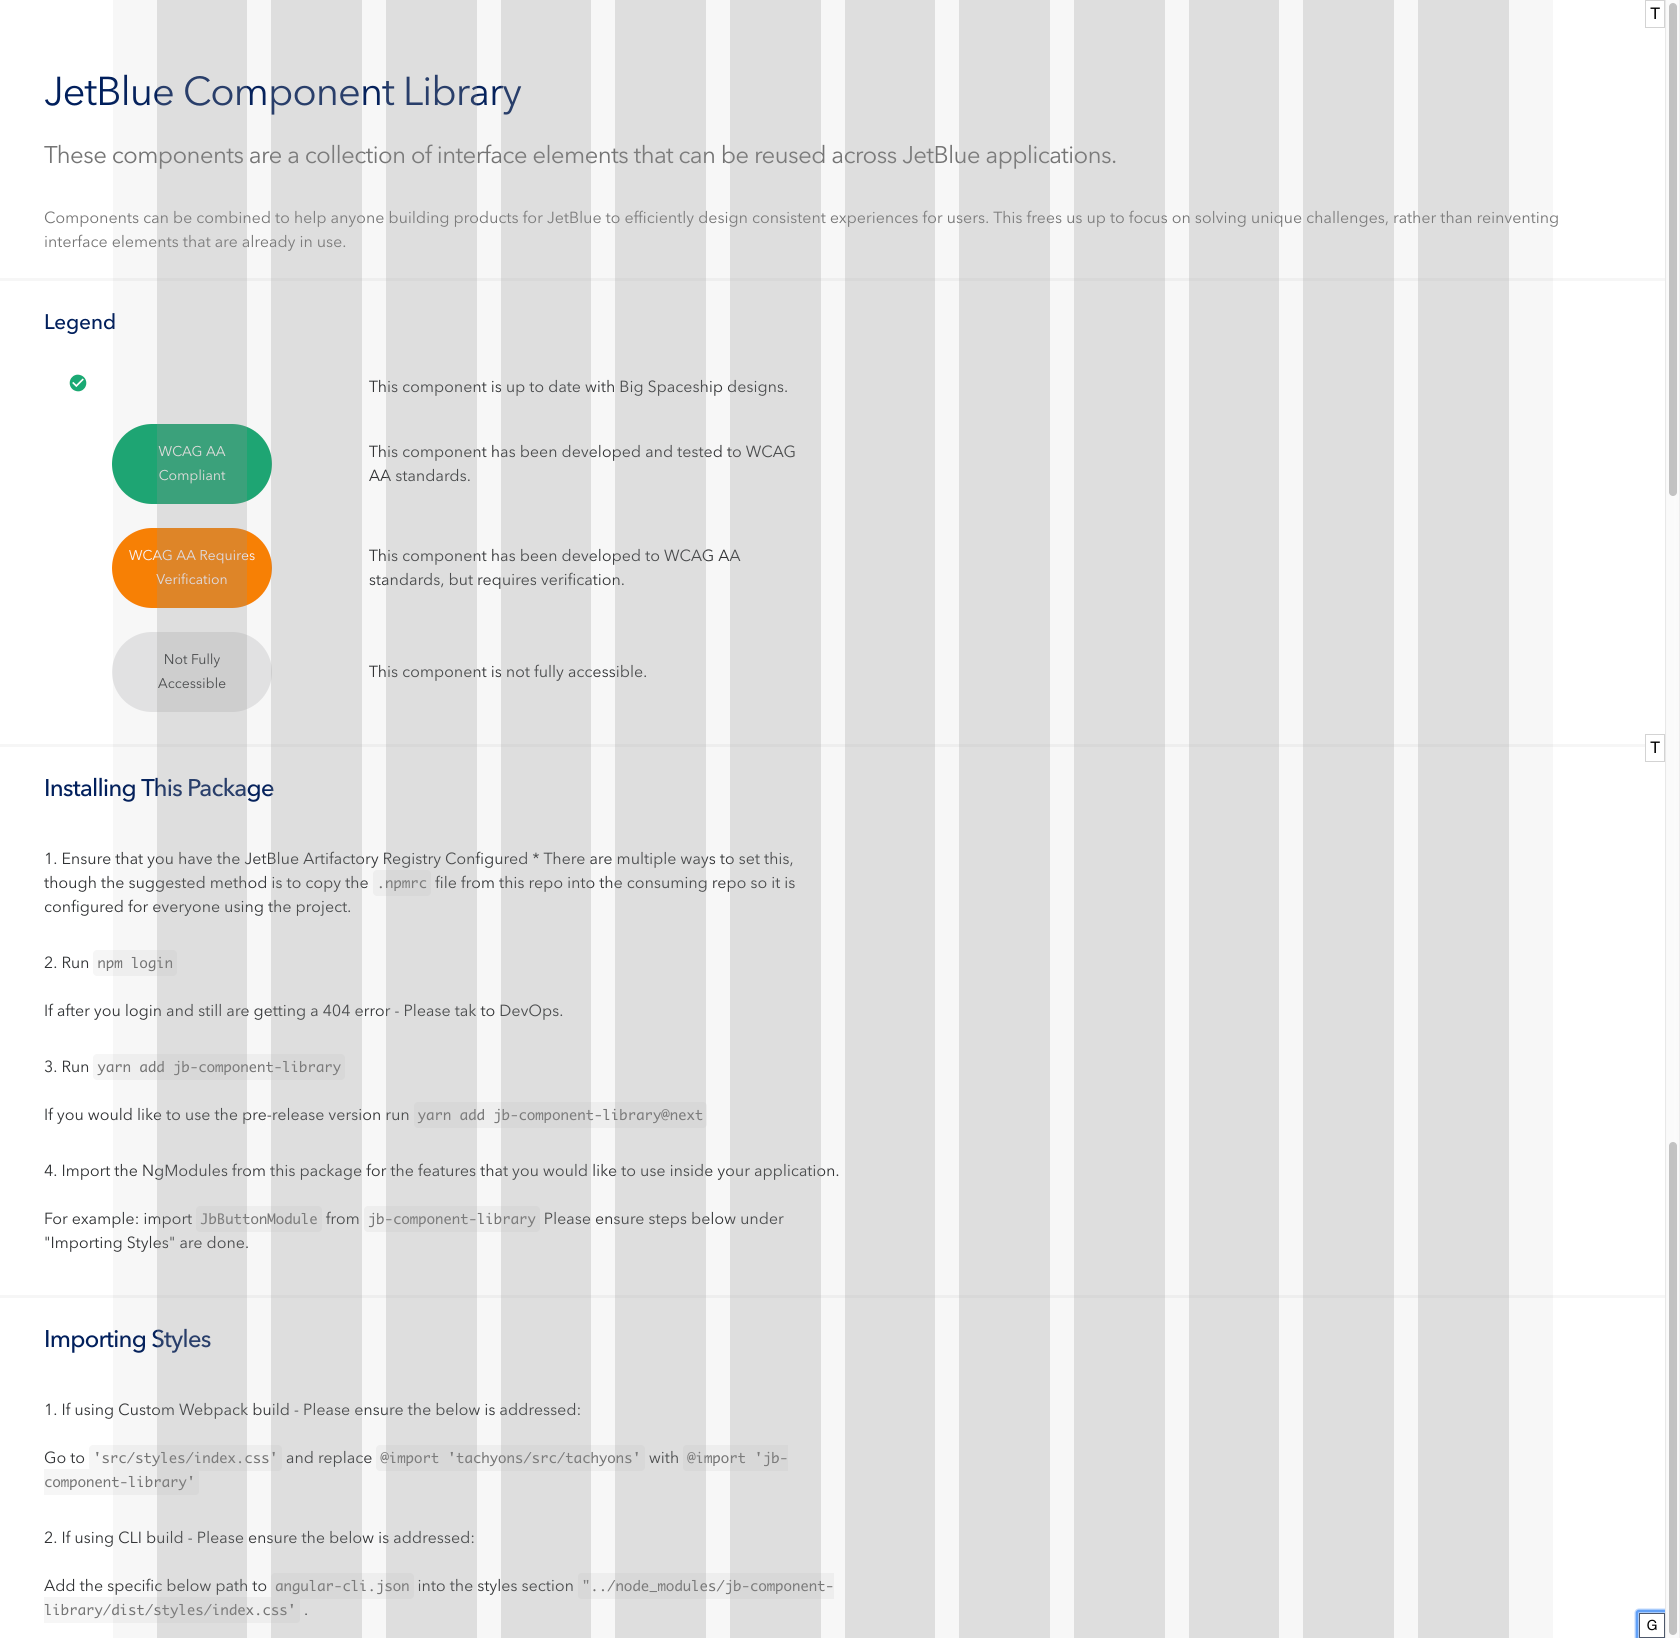 T
JetBlue Component Library
These components are a collection of interface elements that can be reused across JetBlue applications.
Components can be combined to help anyone building products for JetBlue to efficiently design consistent experiences for users. This frees us up to focus on solving unique challenges, rather than reinventing
interface elements that are already in use.
Legend
This component is up to date with Big Spaceship designs.
WCAG AA
Compliant
This component has been developed and tested to WCAG
AA standards.
WCAG AA Requires
Verification
This component has been developed to WCAG AA
standards, but requires verification.
Not Fully
Accessible
This component is not fully accessible.
T
Installing This Package
1. Ensure that you have the JetBlue Artifactory Registry Configured * There are multiple ways to set this,
though the suggested method is to copy the .npmrc file from this repo into the consuming repo so it is
configured for everyone using the project.
2. Run npm login
If after you login and still are getting a 404 error - Please tak to DevOps.
3. Run yarn add jb-component-library
If you would like to use the pre-release version run yarn add jb-component-library@next
4. Import the NgModules from this package for the features that you would like to use inside your application.
For example: import JbButtonModule from jb-component-library Please ensure steps below under
"Importing Styles" are done.
Importing Styles
1. If using Custom Webpack build - Please ensure the below is addressed:
Go to 'src/styles/index.css' and replace @import 'tachyons/src/tachyons' with @import 'jb-
component-library'
2. If using CLI build - Please ensure the below is addressed:
Add the specific below path to angular-cli.json into the styles section "../node_modules/jb-component-
library/dist/styles/index.css' .
G